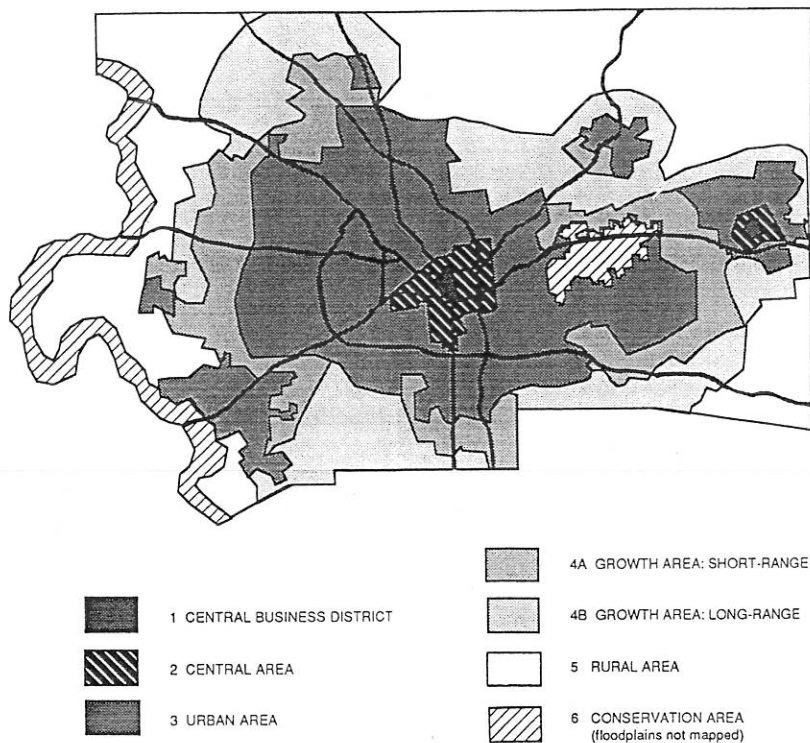 1 CENTRAL BUSINESS DISTRICT
2 CENTRAL AREA
3 URBAN AREA
4A GROWTH AREA: SHORT-RANGE
4B GROWTH AREA: LONG-RANGE
5 RURAL AREA
6 CONSERVATION AREA
(floodplains not mapped)